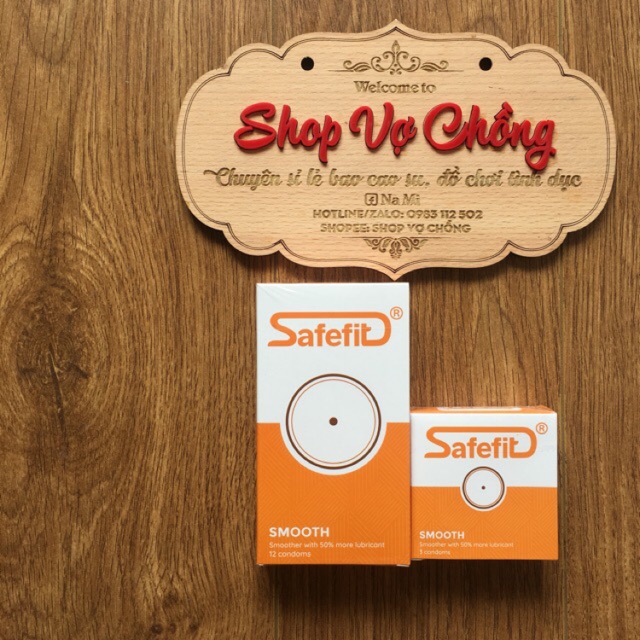 Welcome to
Shop Vợ Chồng
Chuyên sỉ lẻ bao cao su, đồ chơi tình dục
f Na Mi
HOTLINE/ZALO: 0983 112 502
SHOPEE: SHOP VỢ CHỒNG
Safefit®
SMOOTH
Smoother with 50% more lubricant
12 condoms
Safefit®
SMOOTH
Smoother with 50% more lubricant
3 condoms